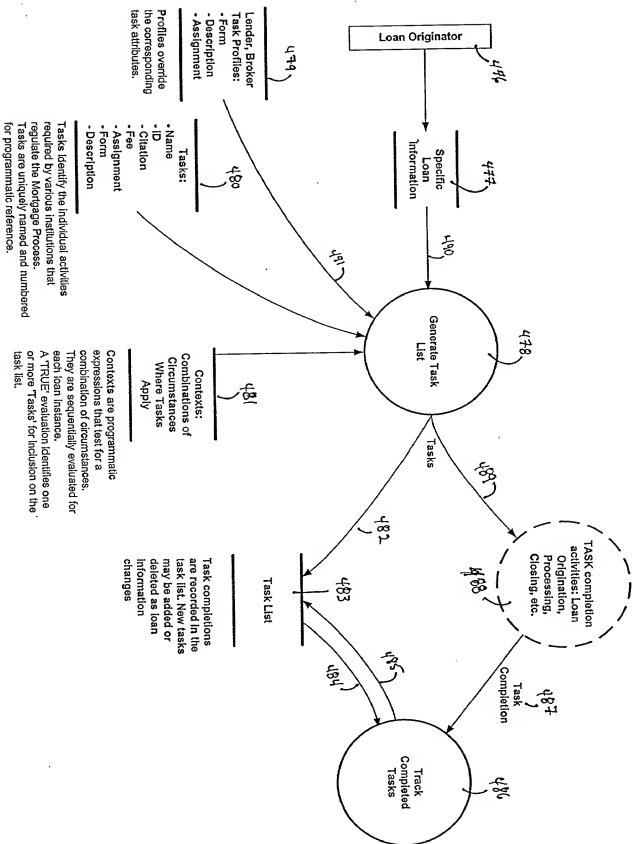 Loan Originator
476
Specific
Loan
Information
477
490
Generate Task
List
478
Lender, Broker
Task Profiles:
- Form
- Description
- Assignment
479
Profiles override
the corresponding
task attributes.
491
Tasks:
- Name
- ID
- Citation
- Fee
- Assignment
- Form
- Description
480
Tasks identify the individual activities
required by various institutions that
regulate the Mortgage Process.
Tasks are uniquely named and numbered
for programmatic reference.
Contexts:
Combinations of
Circumstances
Where Tasks
Apply
481
Contexts are programmatic
expressions that test for a
combination of circumstances.
They are sequentially evaluated for
each loan instance.
A "TRUE" evaluation identifies one
or more "Tasks" for inclusion on the
task list.
Tasks
489
482
TASK completion
activities: Loan
Origination,
Processing,
Closing, etc.
488
Task
Completion
487
Task List
483
Task completions
are recorded in the
task list. New tasks
may be added or
deleted as loan
information
changes
485
484
Track
Completed
Tasks
486